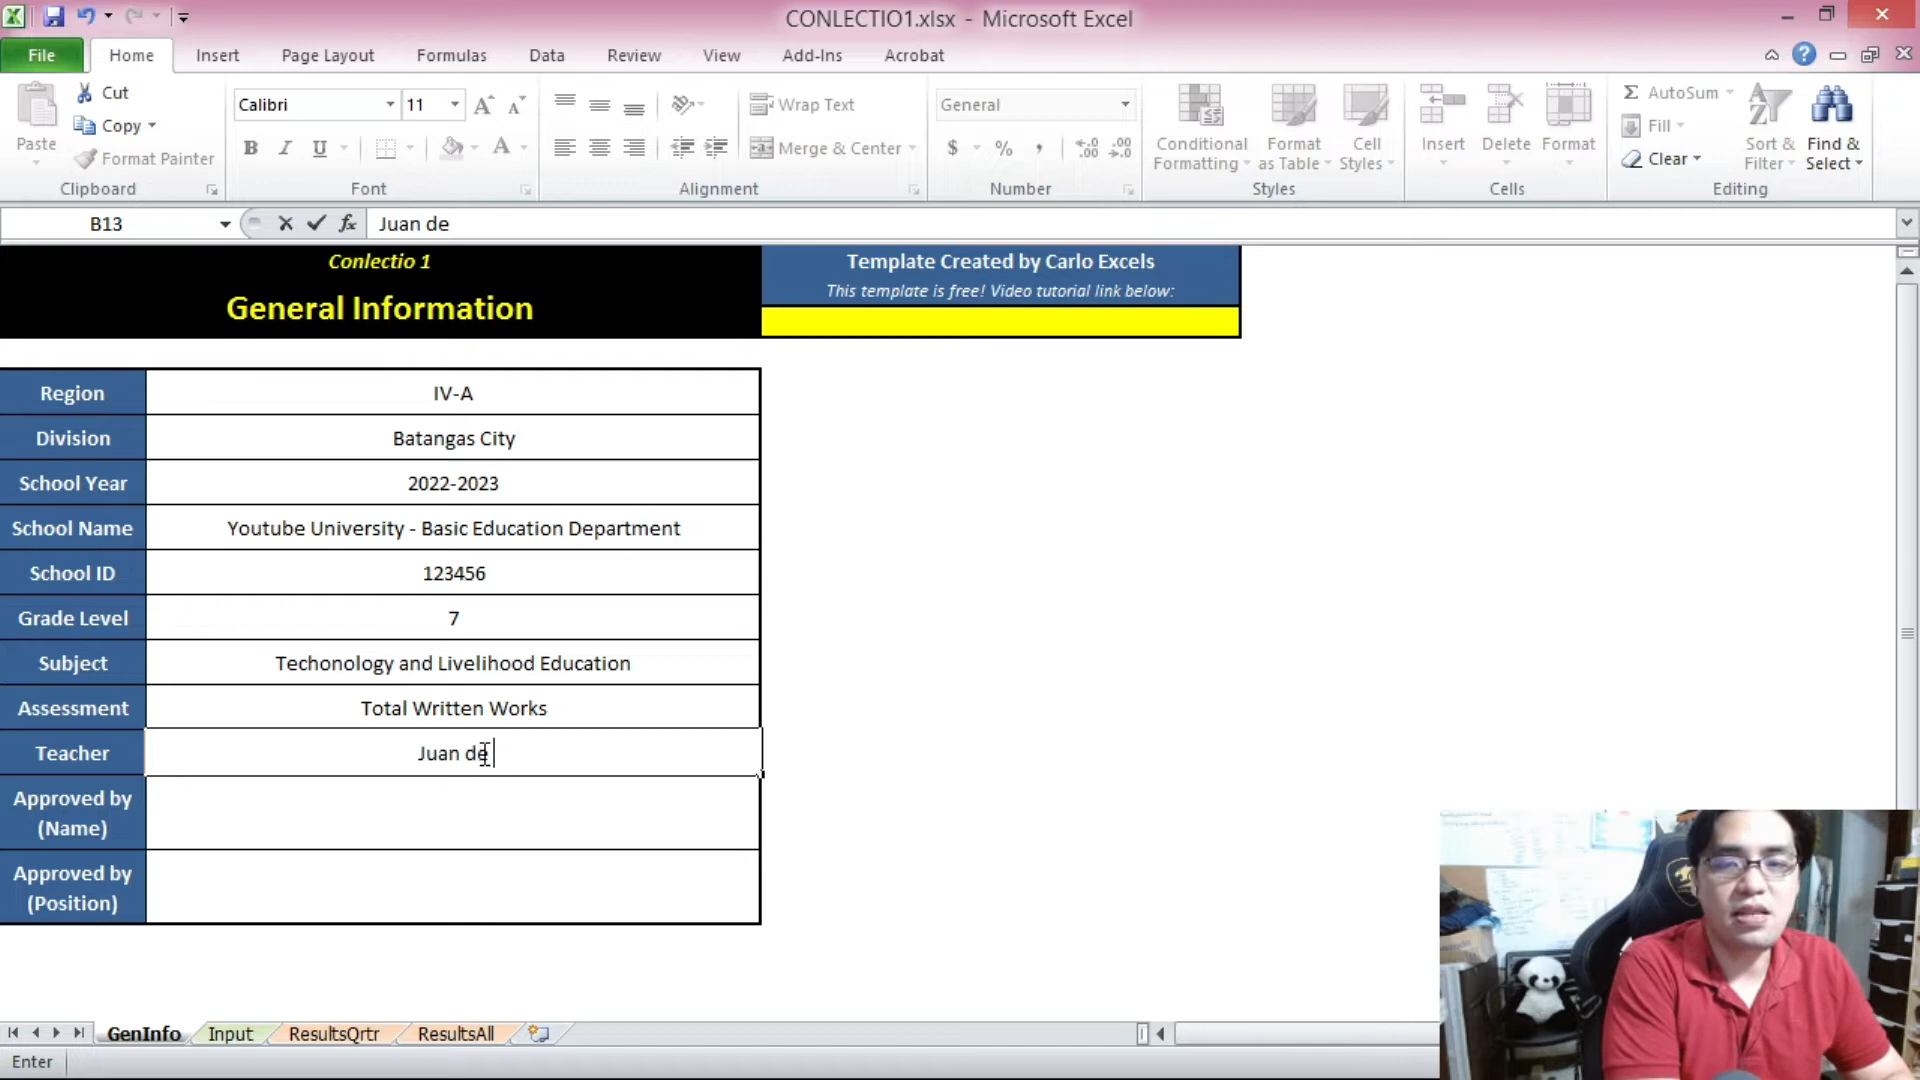 CONLECTIO1.xlsx - Microsoft Excel
File Home Insert Page Layout Formulas Data Review View Add-Ins Acrobat
Paste
Cut
Copy
Format Painter
Clipboard
Calibri 11
B I U A
Font
Wrap Text
Merge & Center
Alignment
General
$ % ,
Number
Conditional Formatting
Format as Table
Cell Styles
Styles
Insert Delete Format
Cells
Σ AutoSum
Fill
Clear
Sort & Filter
Find & Select
Editing
B13 fx Juan de
Conlectio 1
General Information
Template Created by Carlo Excels
This template is free! Video tutorial link below:
Region IV-A
Division Batangas City
School Year 2022-2023
School Name Youtube University - Basic Education Department
School ID 123456
Grade Level 7
Subject Techonology and Livelihood Education
Assessment Total Written Works
Teacher Juan de
Approved by
(Name)
Approved by
(Position)
GenInfo Input ResultsQrtr ResultsAll
Enter